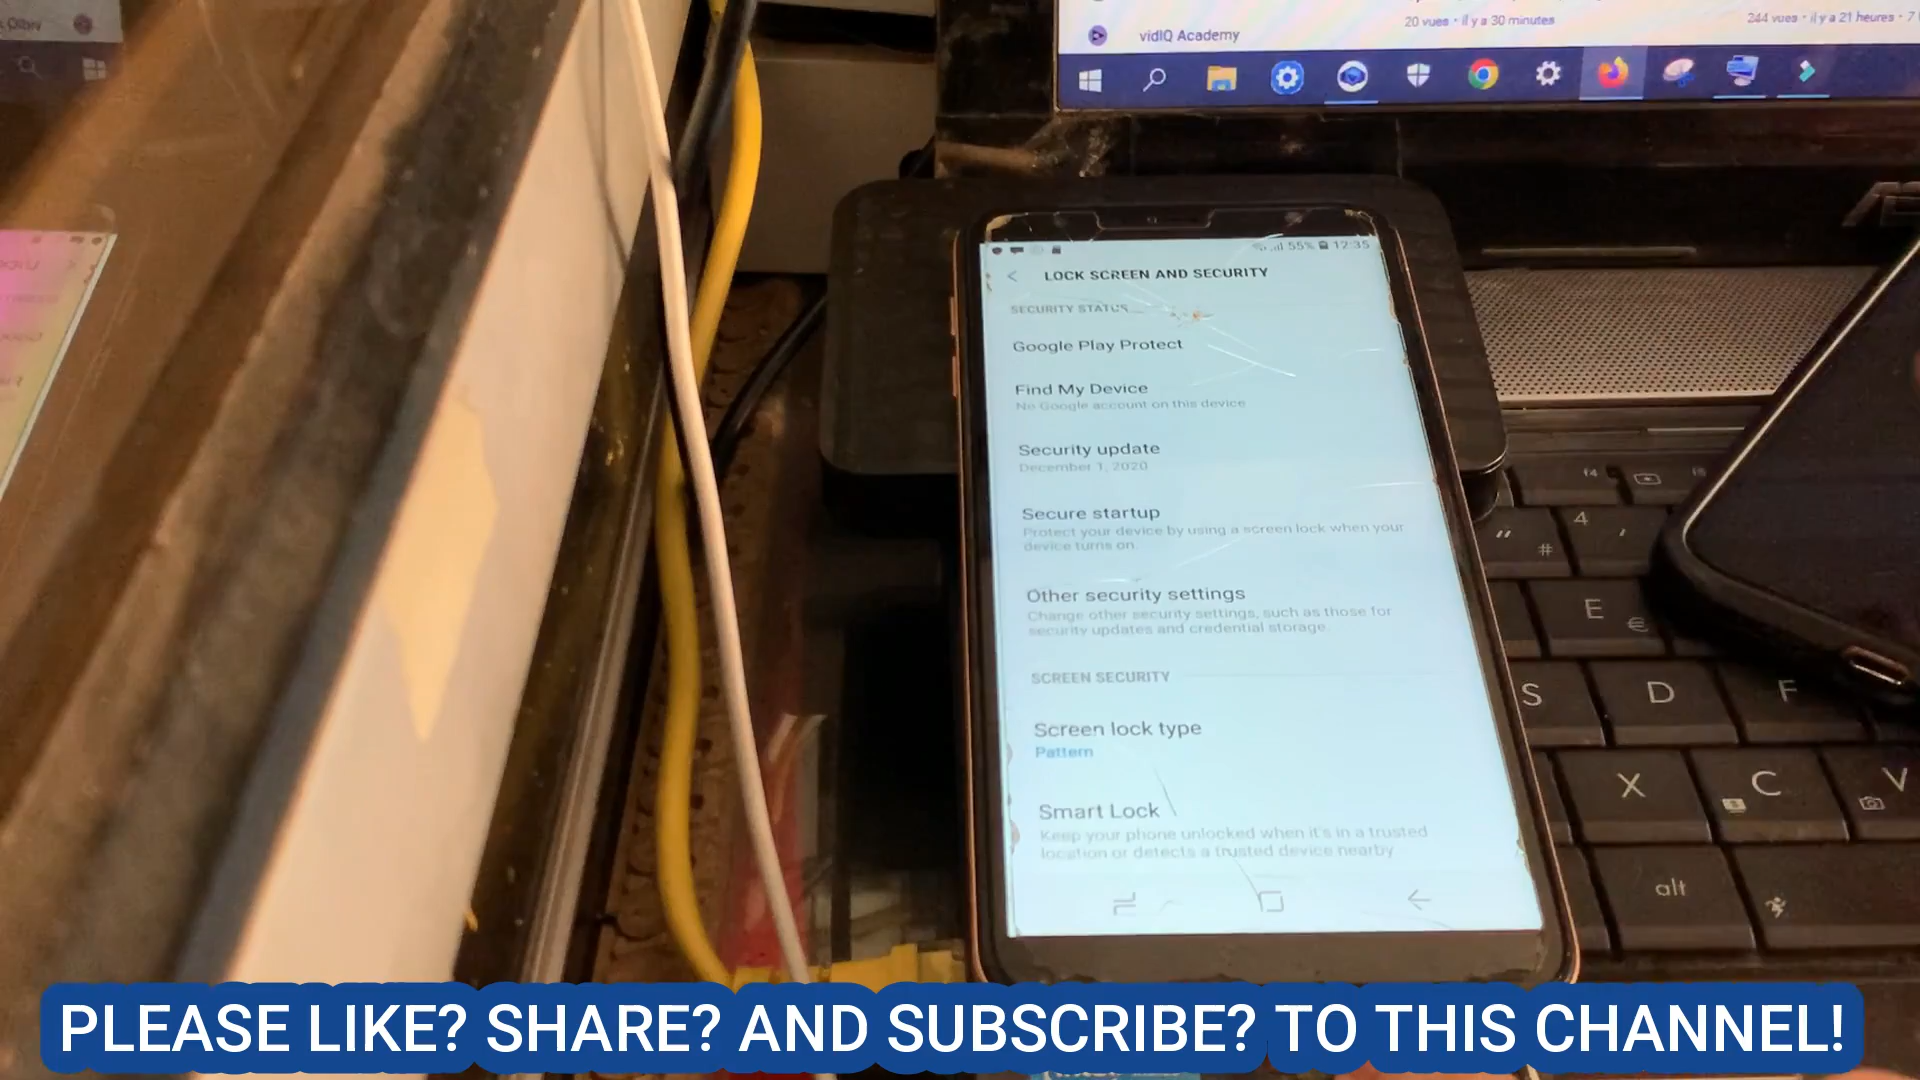 20 vues · il y a 30 minutes
244 vues · il y a 21 heures · 7
vidIQ Academy
55% 12:35
LOCK SCREEN AND SECURITY
SECURITY STATUS
Google Play Protect
Find My Device
No Google account on this device
Security update
December 1, 2020
Secure startup
Protect your device by using a screen lock when your
device turns on.
Other security settings
Change other security settings, such as those for
security updates and credential storage.
SCREEN SECURITY
Screen lock type
Pattern
Smart Lock
Keep your phone unlocked when it's in a trusted
location or detects a trusted device nearby
f4
4 '
" #
E €
S D F
X C V
alt
PLEASE LIKE? SHARE? AND SUBSCRIBE? TO THIS CHANNEL!